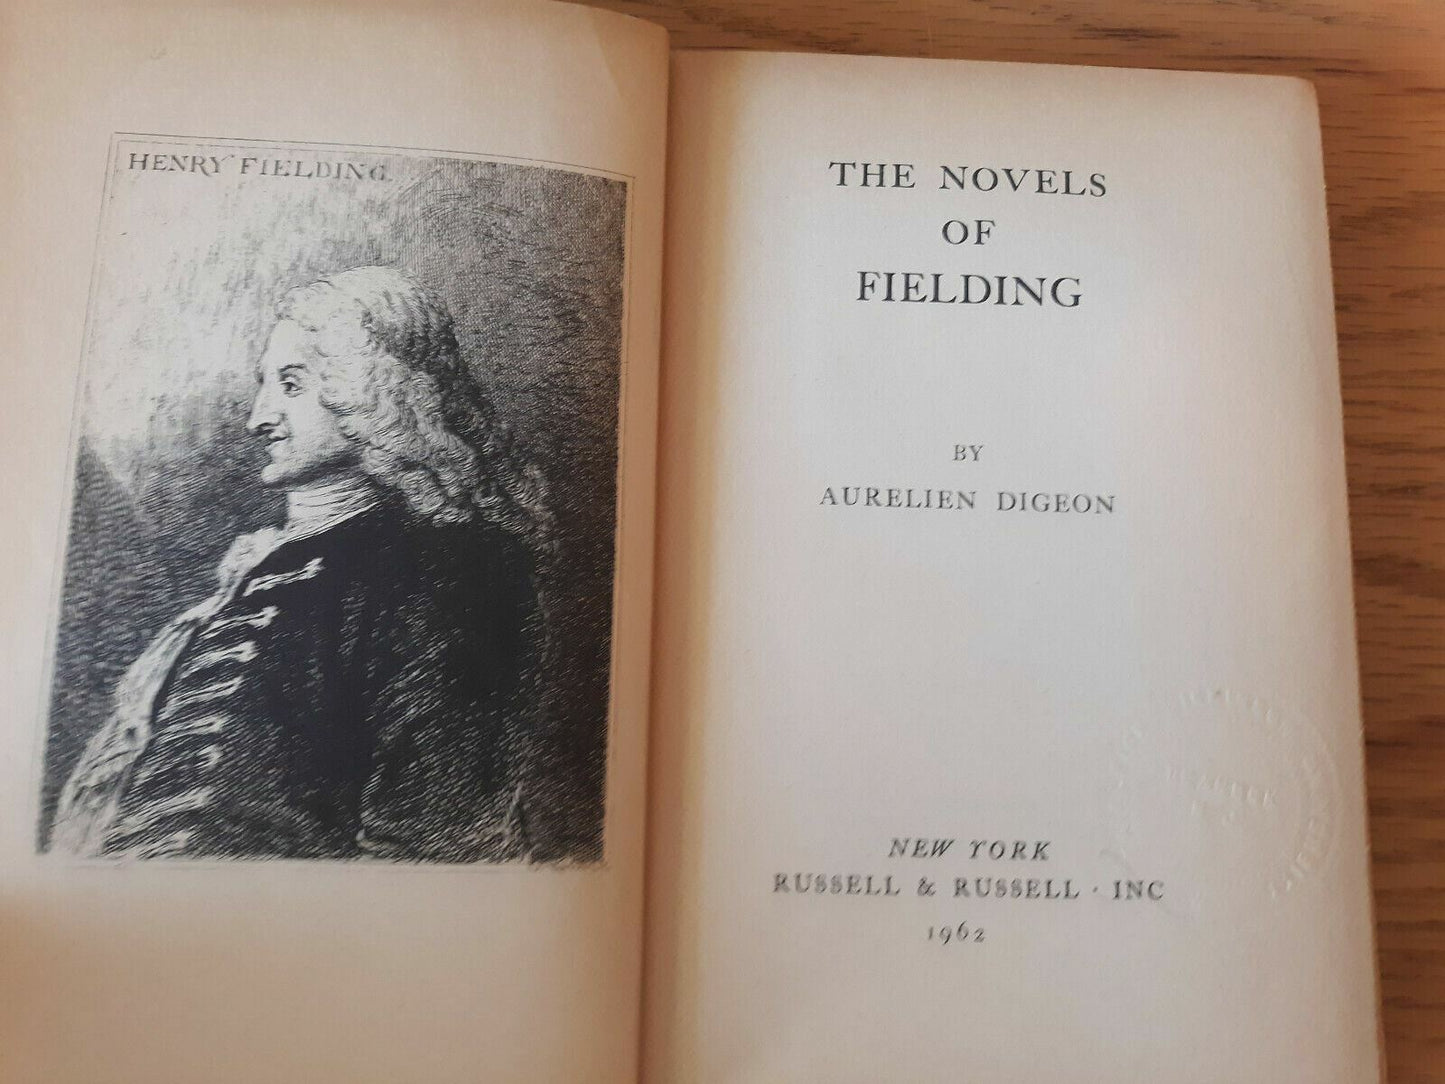 HENRY FIELDING.
THE NOVELS
OF
FIELDING
BY
AURELIEN DIGEON
NEW YORK
RUSSELL & RUSSELL · INC
1962